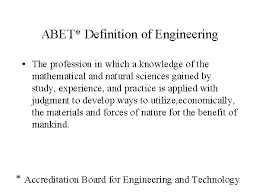 ABET* Definition of Engineering
• The profession in which a knowledge of the
mathematical and natural sciences gained by
study, experience, and practice is applied with
judgment to develop ways to utilize,economically,
the materials and forces of nature for the benefit of
mankind.
* Accreditation Board for Engineering and Technology